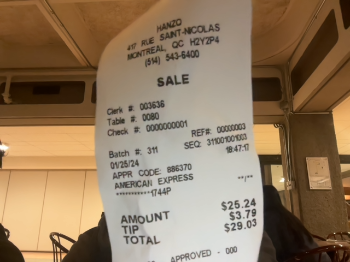 HANZO
417 RUE SAINT-NICOLAS
MONTREAL, QC H2Y2P4
(514) 543-6400
SALE
Clerk #: 003636
Table #: 0080
Check #: 0000000001
REF#: 00000003
Batch #: 311 SEQ: 311001001003
01/25/24 18:47:17
APPR CODE: 886370
AMERICAN EXPRESS
***********1744P **/**
AMOUNT $25.24
TIP $3.79
TOTAL $29.03
APPROVED - 000